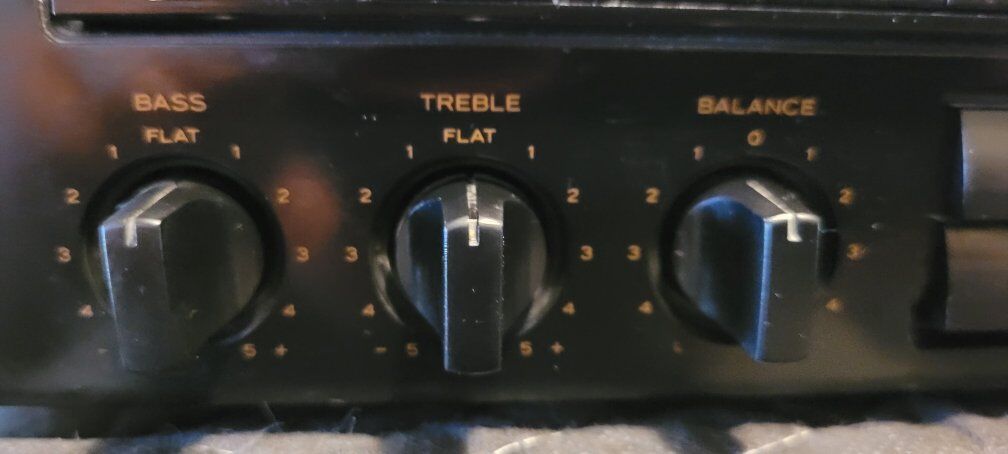 BASS TREBLE BALANCE
FLAT FLAT 0
1 1 1 1 1 1
2 2 2 2 2 2
3 3 3 3 3 3
4 4 4 4 4 4
- 5 + - 5 5 +